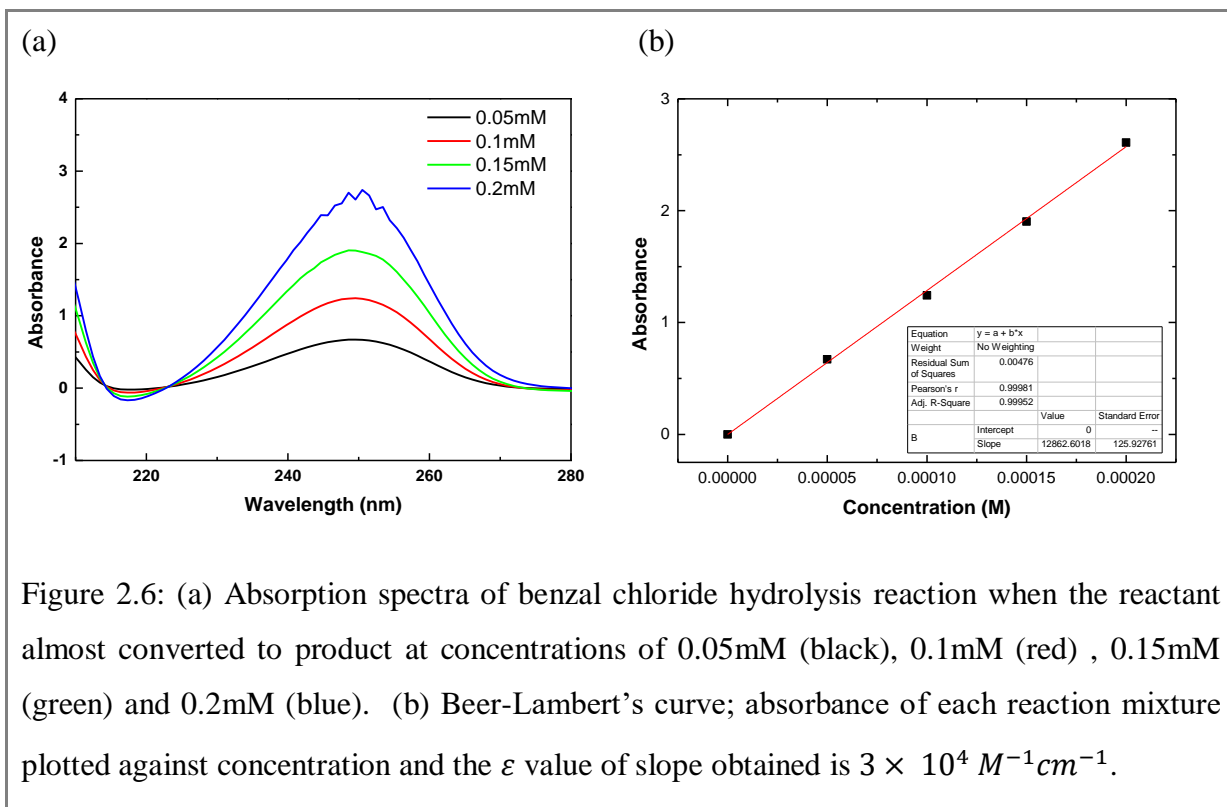 (a)
(b)
4
3
2
1
0
-1
Absorbance
220
240
260
280
Wavelength (nm)
0.05mM
0.1mM
0.15mM
0.2mM
3
2
1
0
Absorbance
0.00000
0.00005
0.00010
0.00015
0.00020
Concentration (M)
Equation y = a + b*x
Weight No Weighting
Residual Sum of Squares 0.00476
Pearson's r 0.99981
Adj. R-Square 0.99952
Value Standard Error
B Intercept 0 --
Slope 12862.6018 125.92761
Figure 2.6: (a) Absorption spectra of benzal chloride hydrolysis reaction when the reactant
almost converted to product at concentrations of 0.05mM (black), 0.1mM (red) , 0.15mM
(green) and 0.2mM (blue). (b) Beer-Lambert’s curve; absorbance of each reaction mixture
plotted against concentration and the ε value of slope obtained is 3 × 10⁴ M⁻¹cm⁻¹.